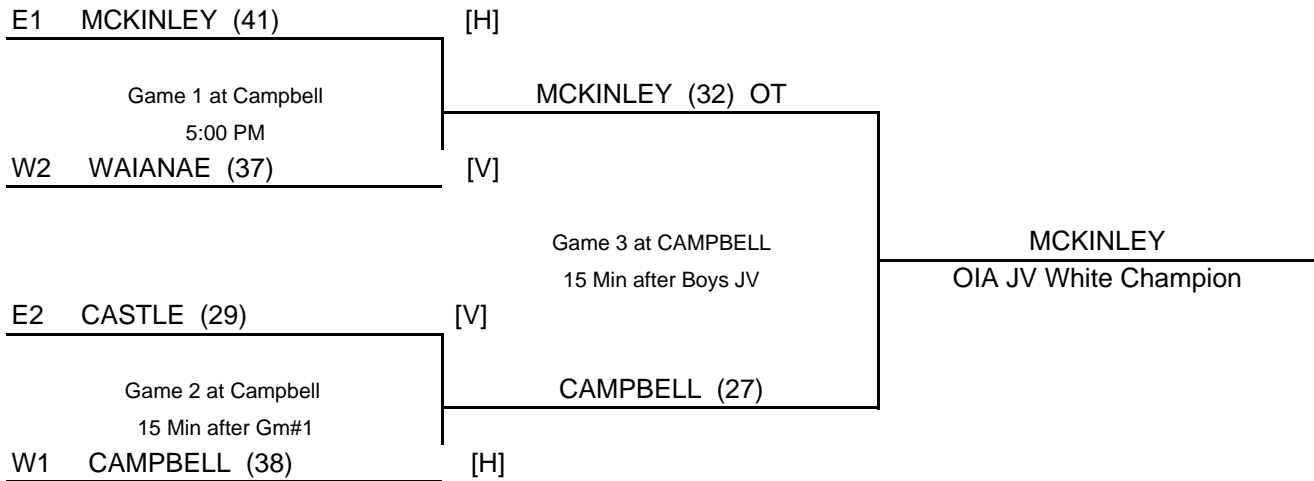 E1 MCKINLEY (41) [H]
Game 1 at Campbell
5:00 PM
MCKINLEY (32) OT
W2 WAIANAE (37) [V]
Game 3 at CAMPBELL
15 Min after Boys JV
MCKINLEY
OIA JV White Champion
E2 CASTLE (29) [V]
Game 2 at Campbell
15 Min after Gm#1
CAMPBELL (27)
W1 CAMPBELL (38) [H]